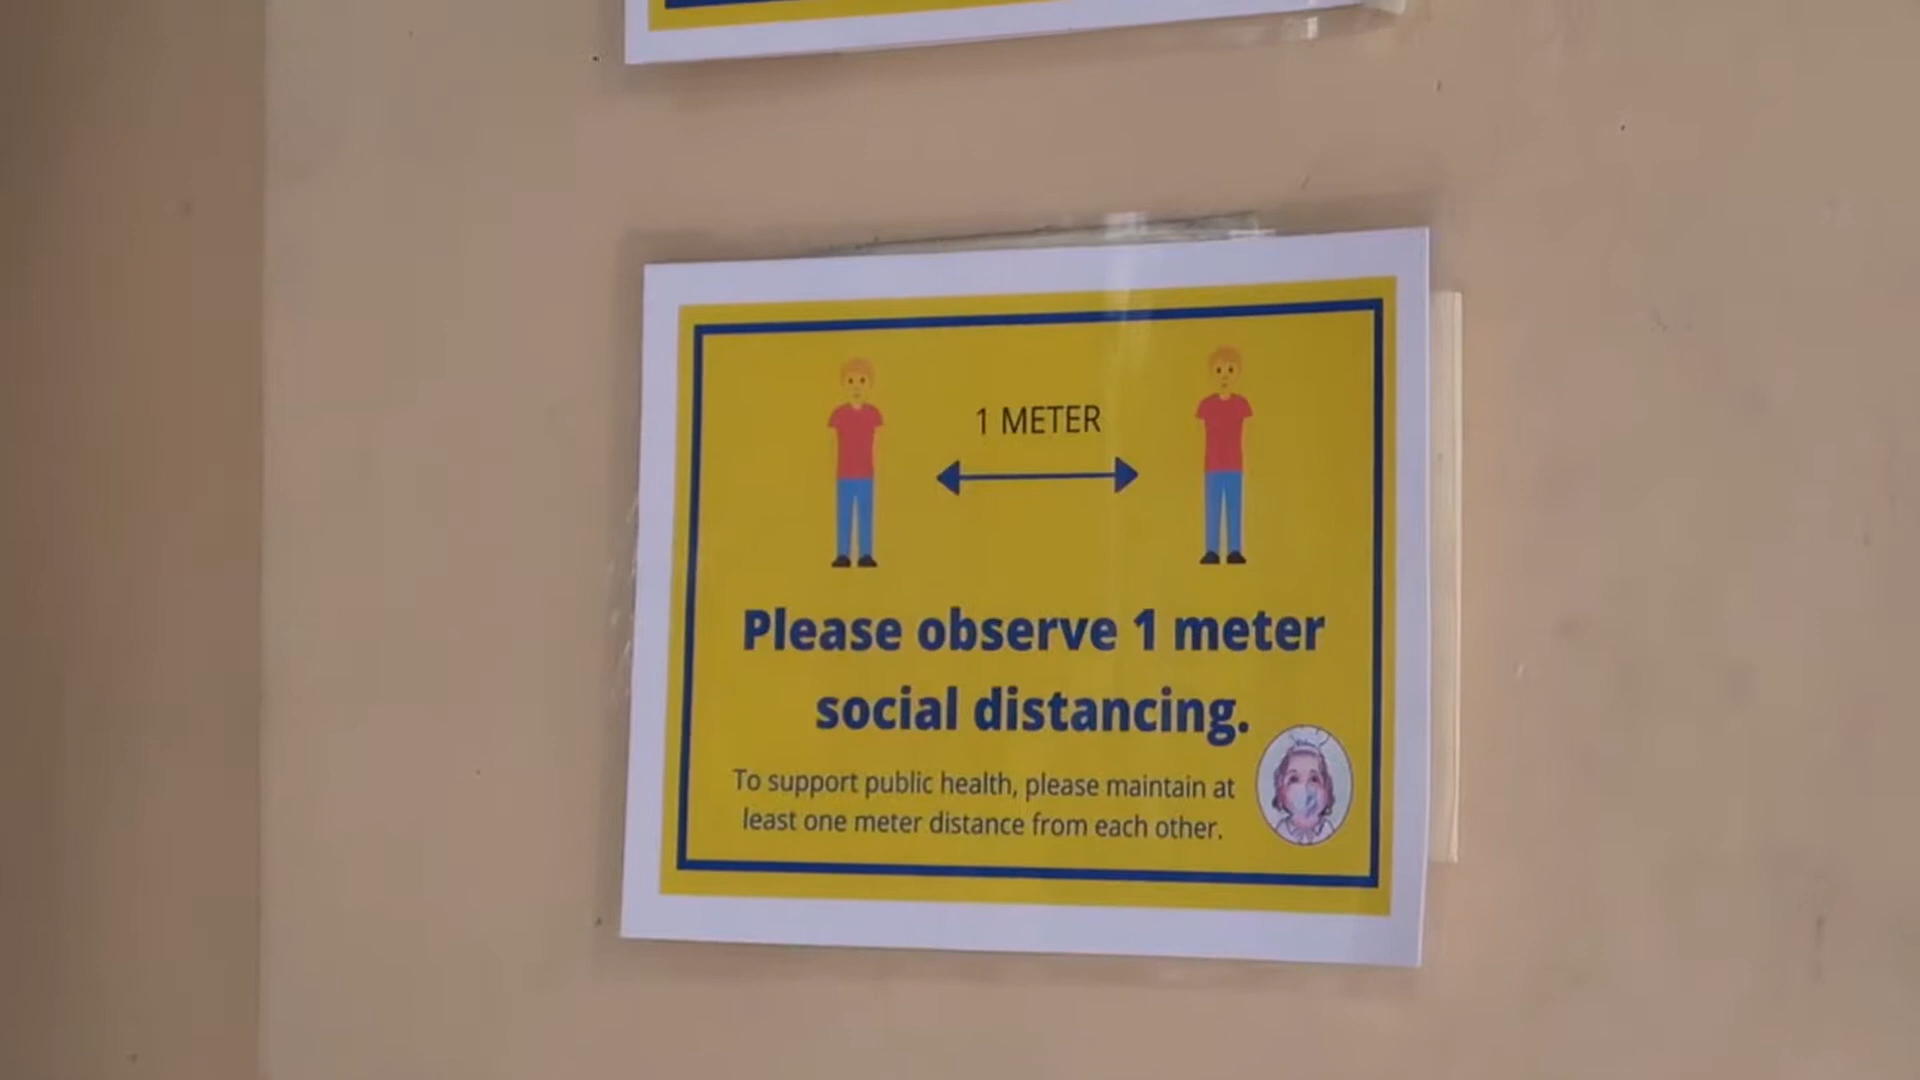 1 METER
Please observe 1 meter
social distancing.
To support public health, please maintain at
least one meter distance from each other.